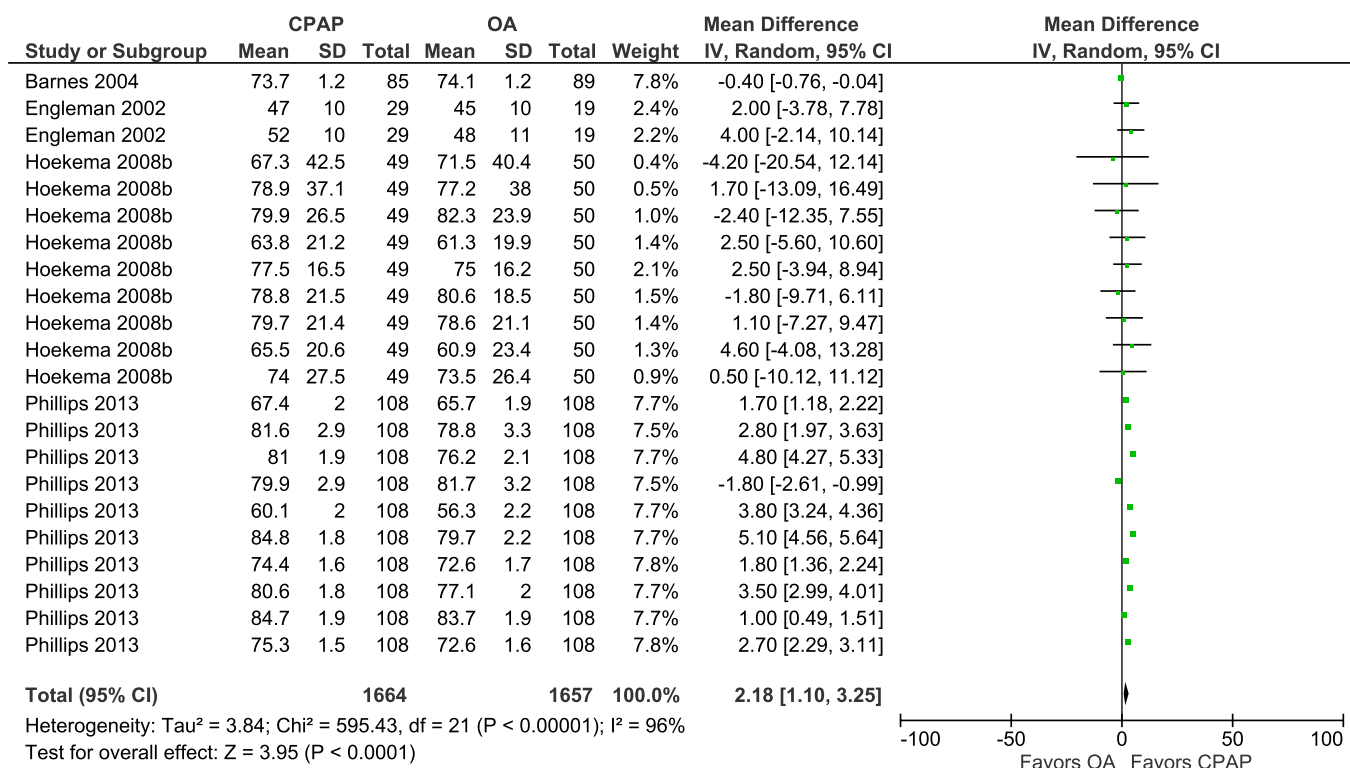 CPAP OA Mean Difference Mean Difference
Study or Subgroup Mean SD Total Mean SD Total Weight IV, Random, 95% CI IV, Random, 95% CI
Barnes 2004 73.7 1.2 85 74.1 1.2 89 7.8% -0.40 [-0.76, -0.04]
Engleman 2002 47 10 29 45 10 19 2.4% 2.00 [-3.78, 7.78]
Engleman 2002 52 10 29 48 11 19 2.2% 4.00 [-2.14, 10.14]
Hoekema 2008b 67.3 42.5 49 71.5 40.4 50 0.4% -4.20 [-20.54, 12.14]
Hoekema 2008b 78.9 37.1 49 77.2 38 50 0.5% 1.70 [-13.09, 16.49]
Hoekema 2008b 79.9 26.5 49 82.3 23.9 50 1.0% -2.40 [-12.35, 7.55]
Hoekema 2008b 63.8 21.2 49 61.3 19.9 50 1.4% 2.50 [-5.60, 10.60]
Hoekema 2008b 77.5 16.5 49 75 16.2 50 2.1% 2.50 [-3.94, 8.94]
Hoekema 2008b 78.8 21.5 49 80.6 18.5 50 1.5% -1.80 [-9.71, 6.11]
Hoekema 2008b 79.7 21.4 49 78.6 21.1 50 1.4% 1.10 [-7.27, 9.47]
Hoekema 2008b 65.5 20.6 49 60.9 23.4 50 1.3% 4.60 [-4.08, 13.28]
Hoekema 2008b 74 27.5 49 73.5 26.4 50 0.9% 0.50 [-10.12, 11.12]
Phillips 2013 67.4 2 108 65.7 1.9 108 7.7% 1.70 [1.18, 2.22]
Phillips 2013 81.6 2.9 108 78.8 3.3 108 7.5% 2.80 [1.97, 3.63]
Phillips 2013 81 1.9 108 76.2 2.1 108 7.7% 4.80 [4.27, 5.33]
Phillips 2013 79.9 2.9 108 81.7 3.2 108 7.5% -1.80 [-2.61, -0.99]
Phillips 2013 60.1 2 108 56.3 2.2 108 7.7% 3.80 [3.24, 4.36]
Phillips 2013 84.8 1.8 108 79.7 2.2 108 7.7% 5.10 [4.56, 5.64]
Phillips 2013 74.4 1.6 108 72.6 1.7 108 7.8% 1.80 [1.36, 2.24]
Phillips 2013 80.6 1.8 108 77.1 2 108 7.7% 3.50 [2.99, 4.01]
Phillips 2013 84.7 1.9 108 83.7 1.9 108 7.7% 1.00 [0.49, 1.51]
Phillips 2013 75.3 1.5 108 72.6 1.6 108 7.8% 2.70 [2.29, 3.11]
Total (95% CI) 1664 1657 100.0% 2.18 [1.10, 3.25]
Heterogeneity: Tau² = 3.84; Chi² = 595.43, df = 21 (P < 0.00001); I² = 96%
Test for overall effect: Z = 3.95 (P < 0.0001)
-100 -50 0 50 100
Favors OA Favors CPAP